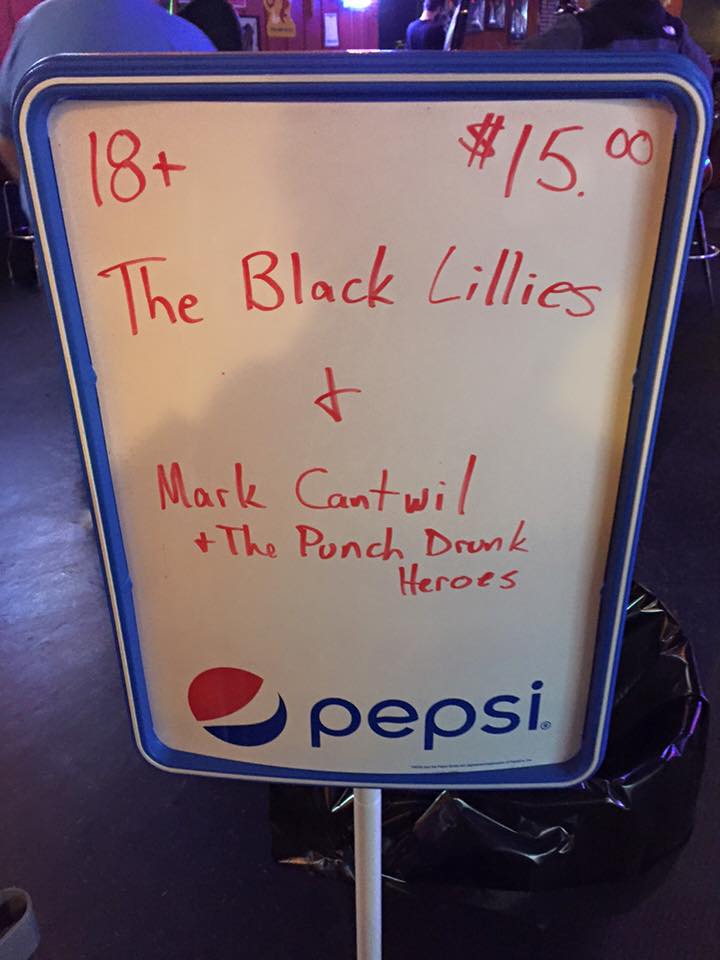 18+ $15.00
The Black Lillies
+
Mark Cantwil
+ The Punch Drunk
Heroes
pepsi